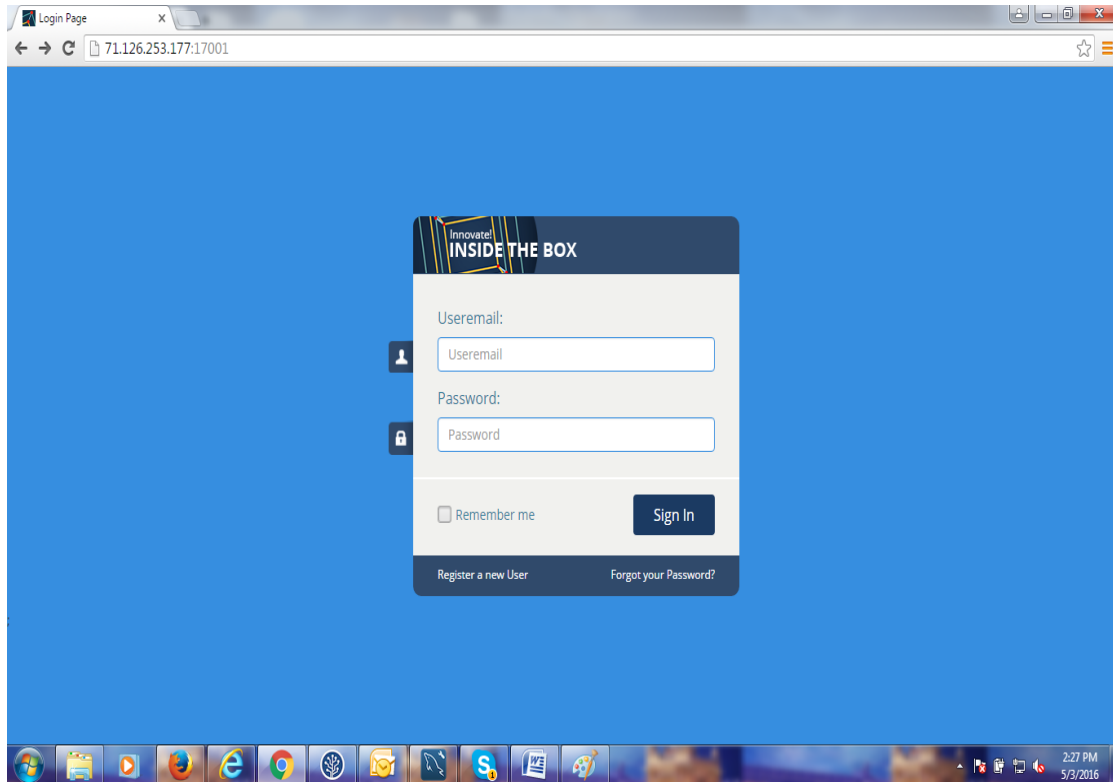 Login Page
71.126.253.177:17001
Innovate!
INSIDE THE BOX
Useremail:
Useremail
Password:
Password
Remember me
Sign In
Register a new User
Forgot your Password?
2:27 PM
5/3/2016